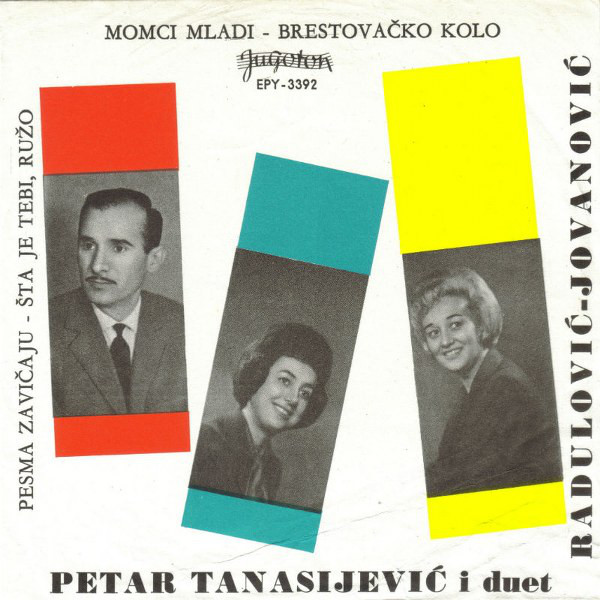 MOMCI MLADI - BRESTOVAČKO KOLO
Jugoton
EPY-3392
PESMA ZAVIČAJU - ŠTA JE TEBI, RUŽO
PETAR TANASIJEVIĆ i duet
RADULOVIĆ-JOVANOVIĆ